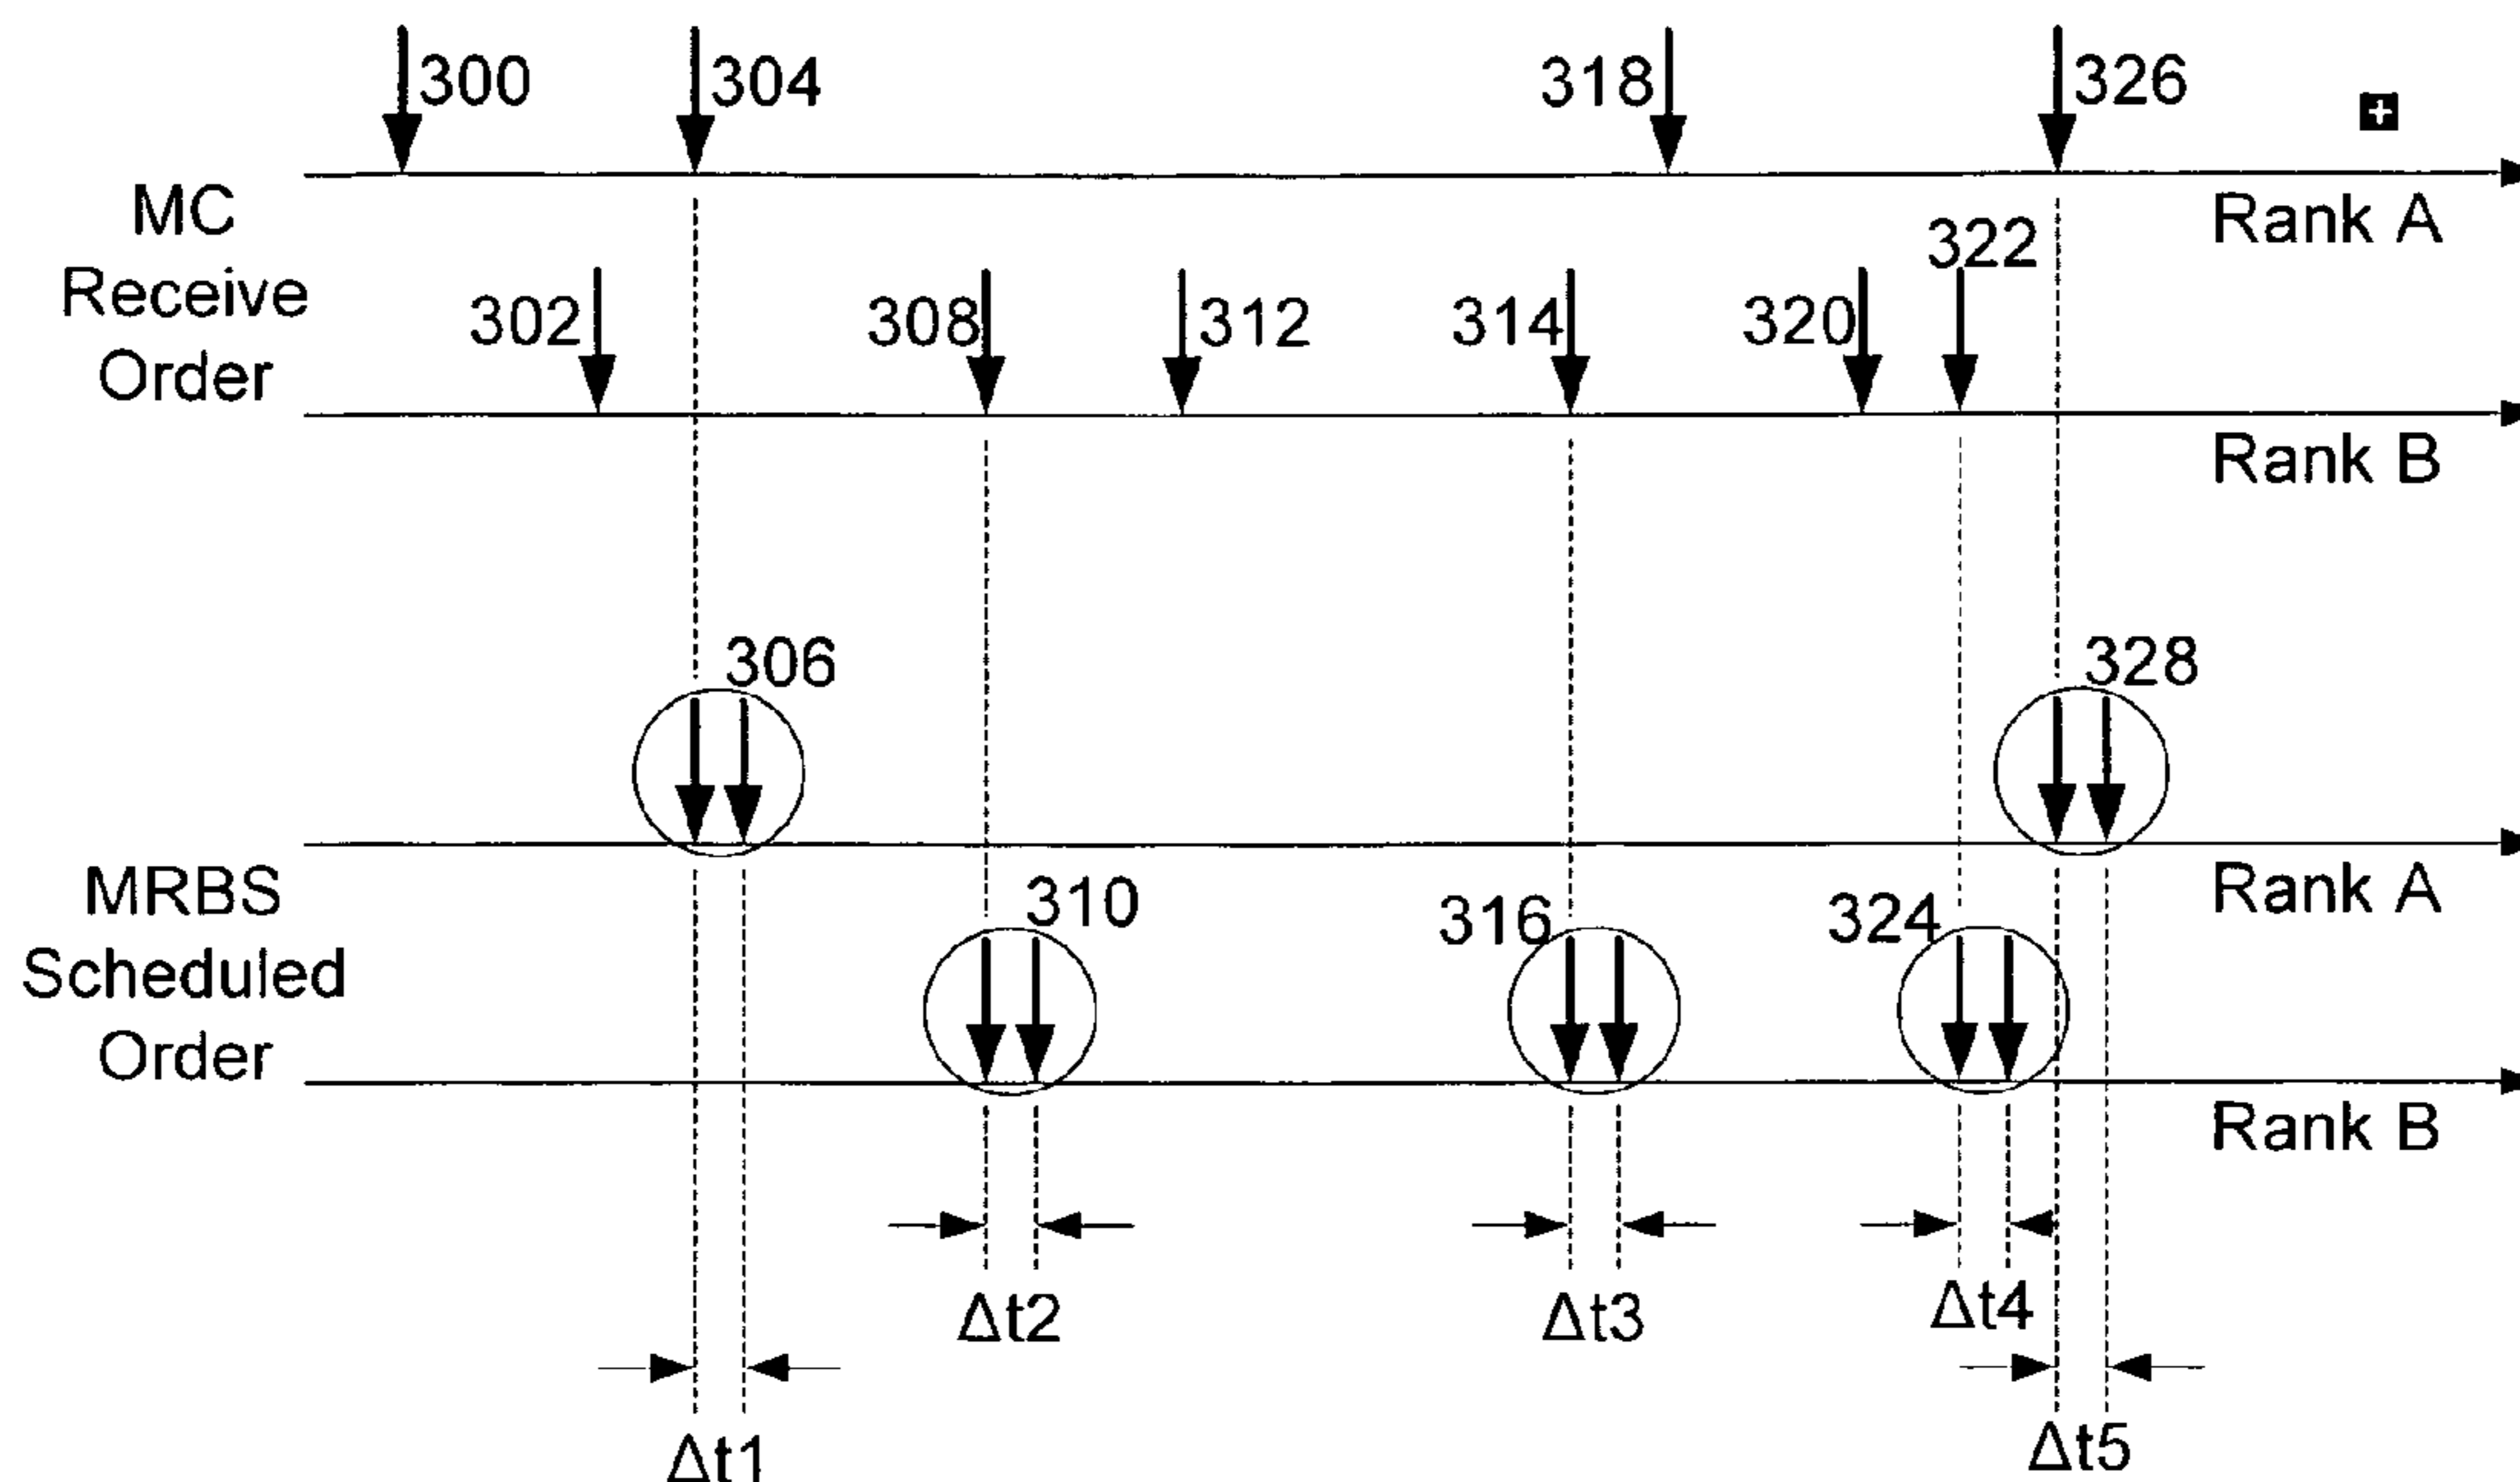 300
304
318
326
MC
Receive
Order
Rank A
322
302
308
312
314
320
Rank B
306
328
MRBS
Scheduled
Order
Rank A
310
316
324
Rank B
Δt2
Δt3
Δt4
Δt1
Δt5